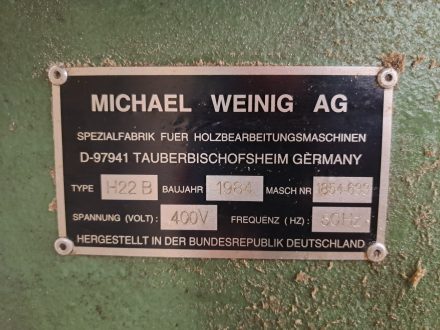 MICHAEL WEINIG AG
SPEZIALFABRIK FUER HOLZBEARBEITUNGSMASCHINEN
D-97941 TAUBERBISCHOFSHEIM GERMANY
TYPE H22 B BAUJAHR 1984 MASCH NR
SPANNUNG (VOLT): 400V FREQUENZ (HZ): 50Hz
HERGESTELLT IN DER BUNDESREPUBLIK DEUTSCHLAND